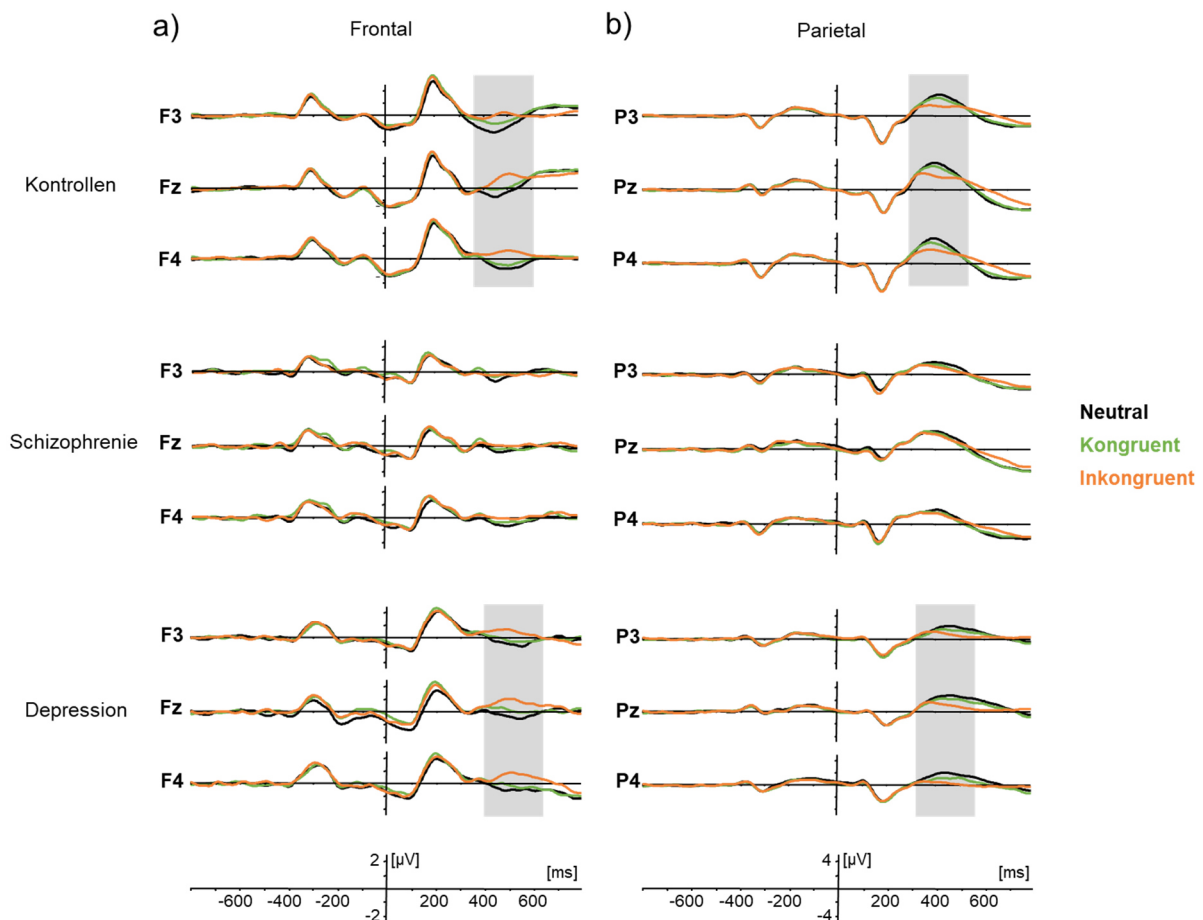 a) Frontal b) Parietal
F3 P3
Kontrollen Fz Pz
F4 P4
F3 P3
Neutral
Schizophrenie Fz Pz Kongruent
Inkongruent
F4 P4
F3 P3
Depression Fz Pz
F4 P4
2 [µV] [ms] 4 [µV] [ms]
-600 -400 -200 200 400 600 -600 -400 -200 200 400 600
-2 -4